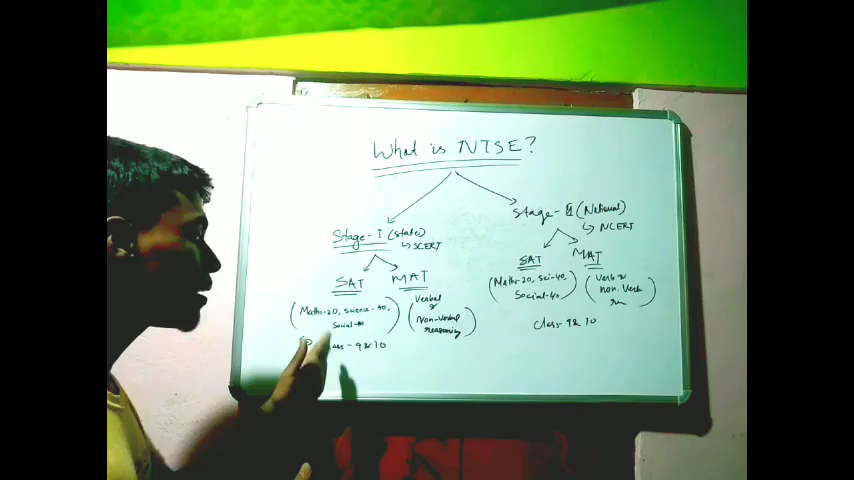 What is NTSE?
Stage-I (State)
↳ SCERT
SAT
MAT
(Maths-20, Science-40,
Social-40)
(Verbal
&
Non-verbal
reasoning)
class-9&10
Stage-II (National)
↳ NCERT
SAT
MAT
(Maths-20, Sci-40,
Social-40)
(Verb &
non. Verb
Class-9& 10